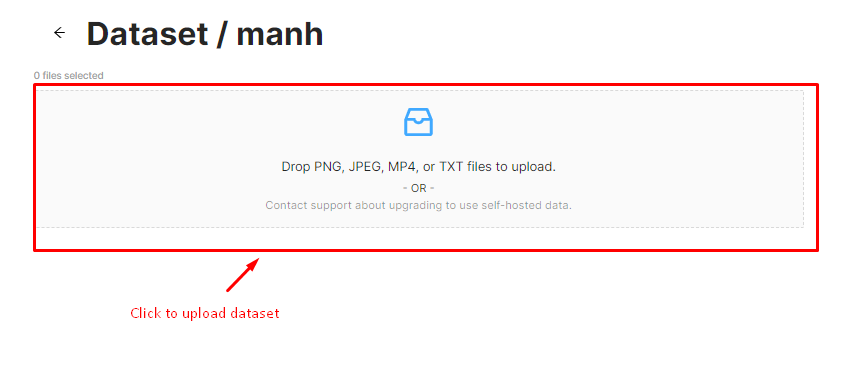 Dataset / manh
0 files selected
Drop PNG, JPEG, MP4, or TXT files to upload.
- OR -
Contact support about upgrading to use self-hosted data.
Click to upload dataset